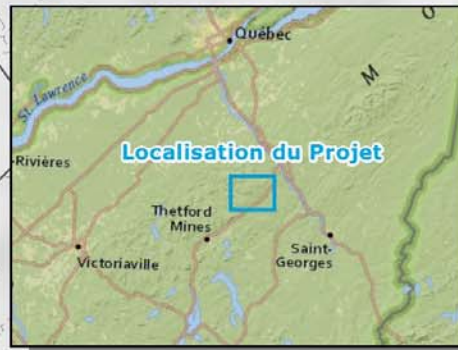 Québec
M
O
St. Lawrence
-Rivières
Localisation du Projet
Thetford
Mines
Saint-
Georges
Victoriaville